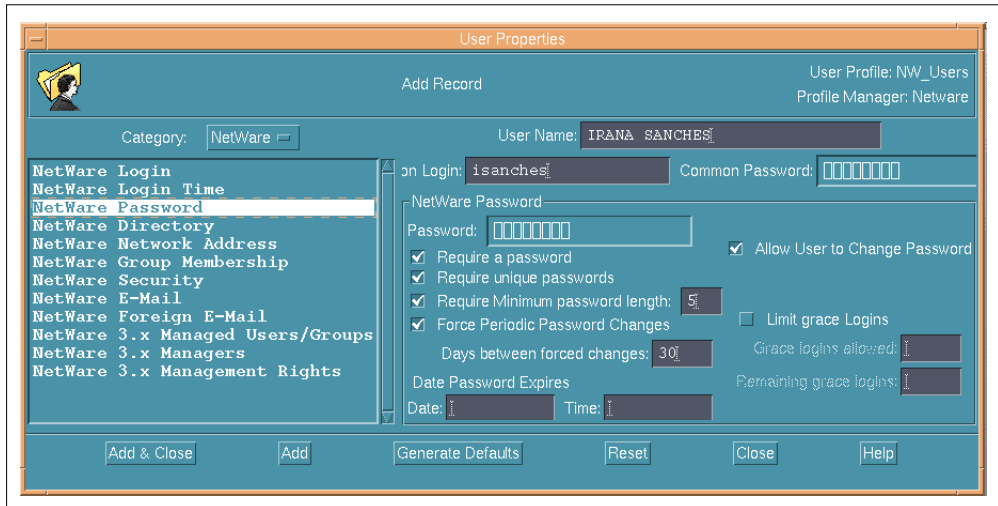 User Properties
Add Record
User Profile: NW_Users
Profile Manager: Netware
Category: NetWare
User Name: IRANA SANCHES
NetWare Login
NetWare Login Time
NetWare Password
NetWare Directory
NetWare Network Address
NetWare Group Membership
NetWare Security
NetWare E-Mail
NetWare Foreign E-Mail
NetWare 3.x Managed Users/Groups
NetWare 3.x Managers
NetWare 3.x Management Rights
on Login: isanches
Common Password:
NetWare Password
Password:
Require a password
Require unique passwords
Require Minimum password length: 5
Force Periodic Password Changes
Days between forced changes: 30
Date Password Expires
Date:
Time:
Allow User to Change Password
Limit grace Logins
Grace logins allowed:
Remaining grace logins:
Add & Close
Add
Generate Defaults
Reset
Close
Help